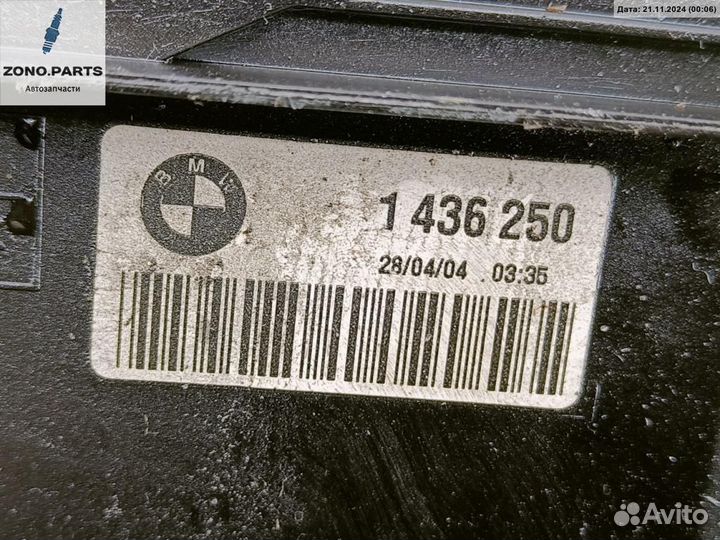 Дата: 21.11.2024 (00:06)
ZONO.PARTS
Автозапчасти
BMW
1 436 250
28/04/04 03:35
Avito